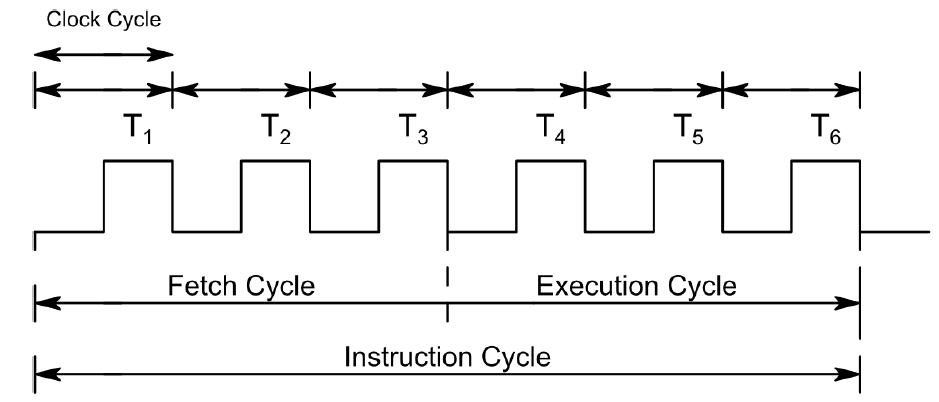 Clock Cycle
T1 T2 T3 T4 T5 T6
Fetch Cycle Execution Cycle
Instruction Cycle